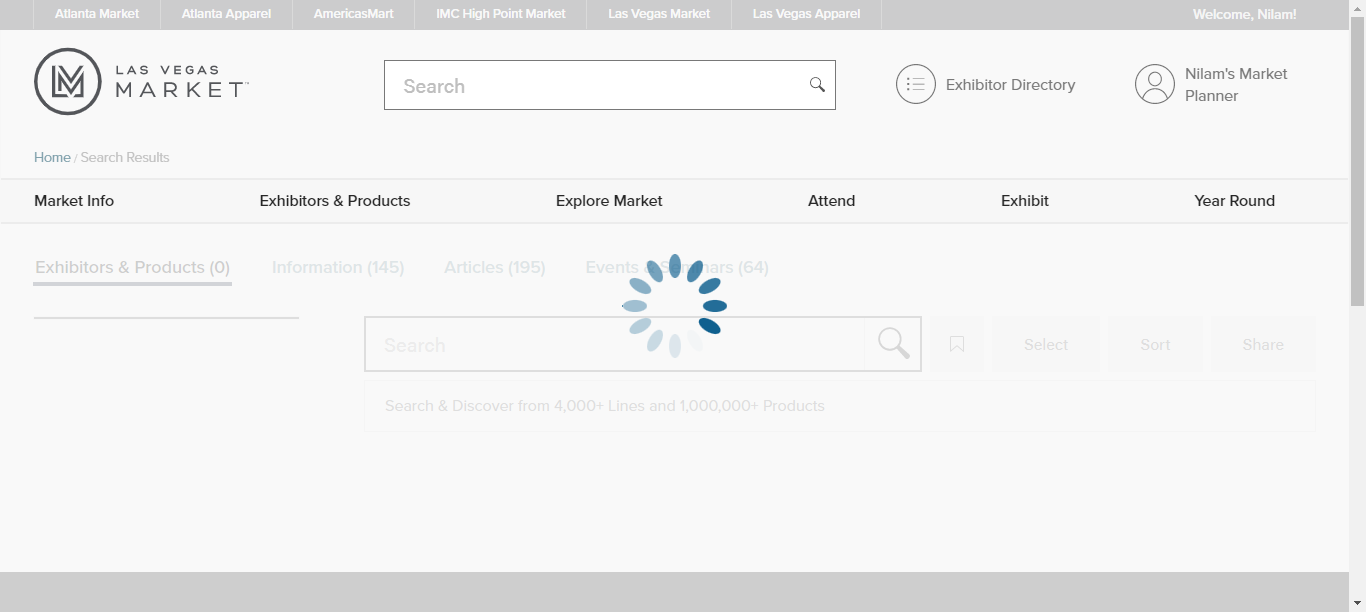 Atlanta Market
Atlanta Apparel
AmericasMart
IMC High Point Market
Las Vegas Market
Las Vegas Apparel
Welcome, Nilam!
LAS VEGAS
MARKET
Search
Exhibitor Directory
Nilam's Market
Planner
Home / Search Results
Market Info
Exhibitors & Products
Explore Market
Attend
Exhibit
Year Round
Exhibitors & Products (0)
Information (145)
Articles (195)
Events & Seminars (64)
Search
Select
Sort
Share
Search & Discover from 4,000+ Lines and 1,000,000+ Products